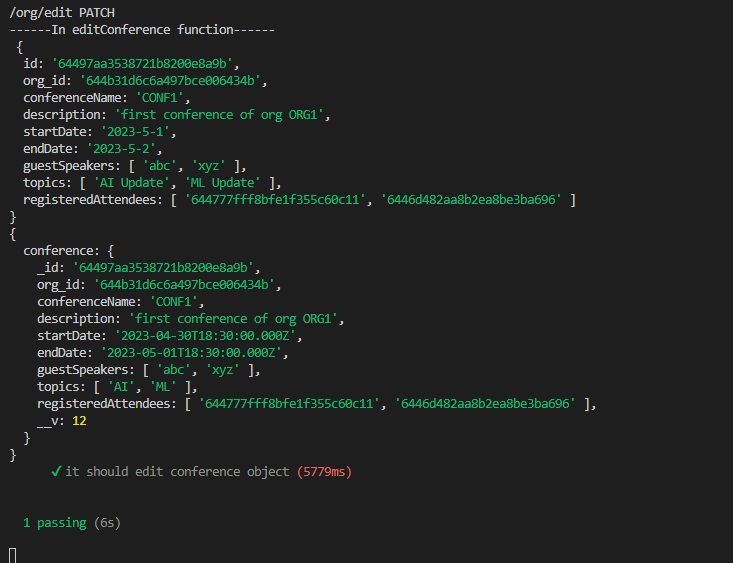 /org/edit PATCH
------In editConference function------
{
id: '64497aa3538721b8200e8a9b',
org_id: '644b31d6c6a497bce006434b',
conferenceName: 'CONF1',
description: 'first conference of org ORG1',
startDate: '2023-5-1',
endDate: '2023-5-2',
guestSpeakers: [ 'abc', 'xyz' ],
topics: [ 'AI Update', 'ML Update' ],
registeredAttendees: [ '644777fff8bfe1f355c60c11', '6446d482aa8b2ea8be3ba696' ]
}
{
conference: {
_id: '64497aa3538721b8200e8a9b',
org_id: '644b31d6c6a497bce006434b',
conferenceName: 'CONF1',
description: 'first conference of org ORG1',
startDate: '2023-04-30T18:30:00.000Z',
endDate: '2023-05-01T18:30:00.000Z',
guestSpeakers: [ 'abc', 'xyz' ],
topics: [ 'AI', 'ML' ],
registeredAttendees: [ '644777fff8bfe1f355c60c11', '6446d482aa8b2ea8be3ba696' ],
__v: 12
}
}
✓ it should edit conference object (5779ms)
1 passing (6s)